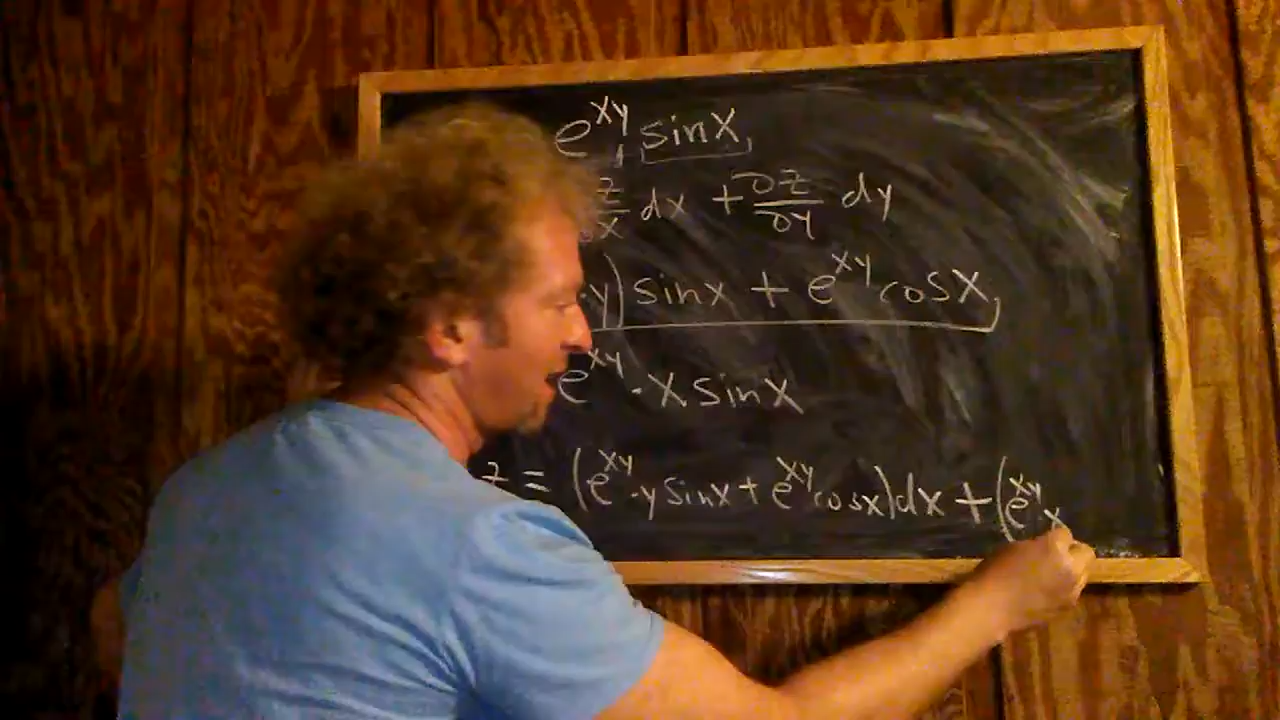 e^{xy} sinx
∂z/∂x dx + ∂z/∂y dy
y) sinx + e^{xy} cosx
e^{xy} · x sinx
z = (e^{xy} · y sinx + e^{xy} cosx) dx + (e^{xy} x